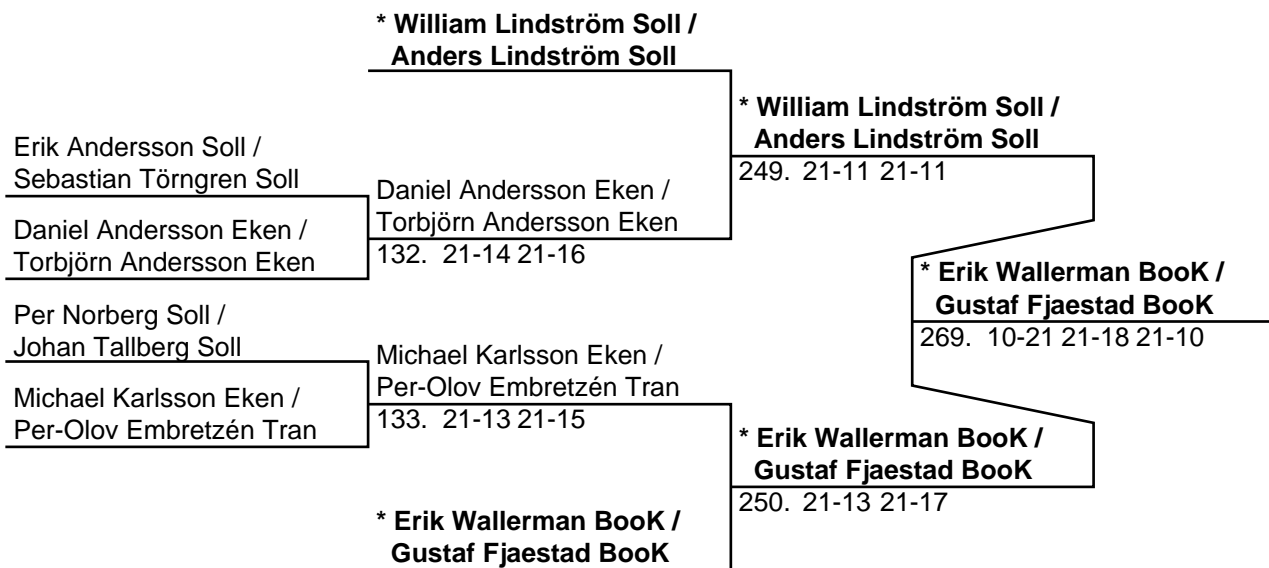 * William Lindström Soll /
Anders Lindström Soll
* William Lindström Soll /
Anders Lindström Soll
249. 21-11 21-11
Erik Andersson Soll /
Sebastian Törngren Soll
Daniel Andersson Eken /
Torbjörn Andersson Eken
132. 21-14 21-16
Daniel Andersson Eken /
Torbjörn Andersson Eken
* Erik Wallerman BooK /
Gustaf Fjaestad BooK
269. 10-21 21-18 21-10
Per Norberg Soll /
Johan Tallberg Soll
Michael Karlsson Eken /
Per-Olov Embretzén Tran
133. 21-13 21-15
Michael Karlsson Eken /
Per-Olov Embretzén Tran
* Erik Wallerman BooK /
Gustaf Fjaestad BooK
250. 21-13 21-17
* Erik Wallerman BooK /
Gustaf Fjaestad BooK